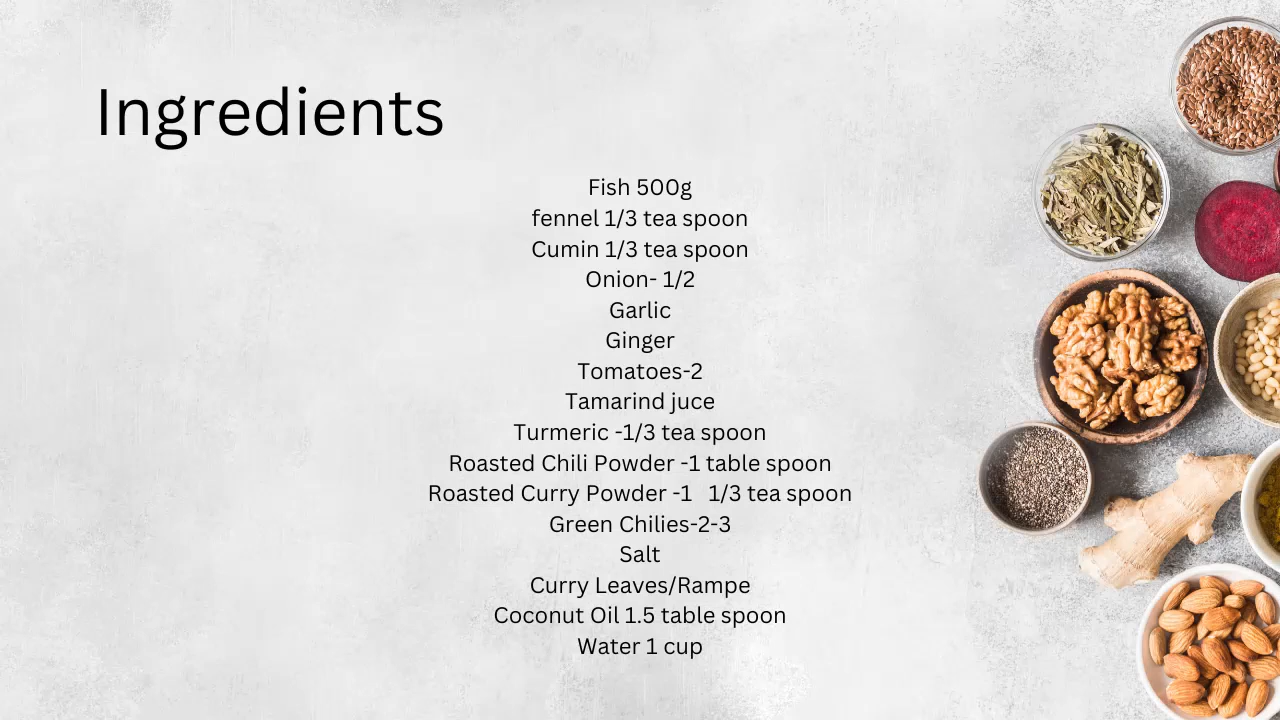 Ingredients
Fish 500g
fennel 1/3 tea spoon
Cumin 1/3 tea spoon
Onion- 1/2
Garlic
Ginger
Tomatoes-2
Tamarind juce
Turmeric -1/3 tea spoon
Roasted Chili Powder -1 table spoon
Roasted Curry Powder -1   1/3 tea spoon
Green Chilies-2-3
Salt
Curry Leaves/Rampe
Coconut Oil 1.5 table spoon
Water 1 cup